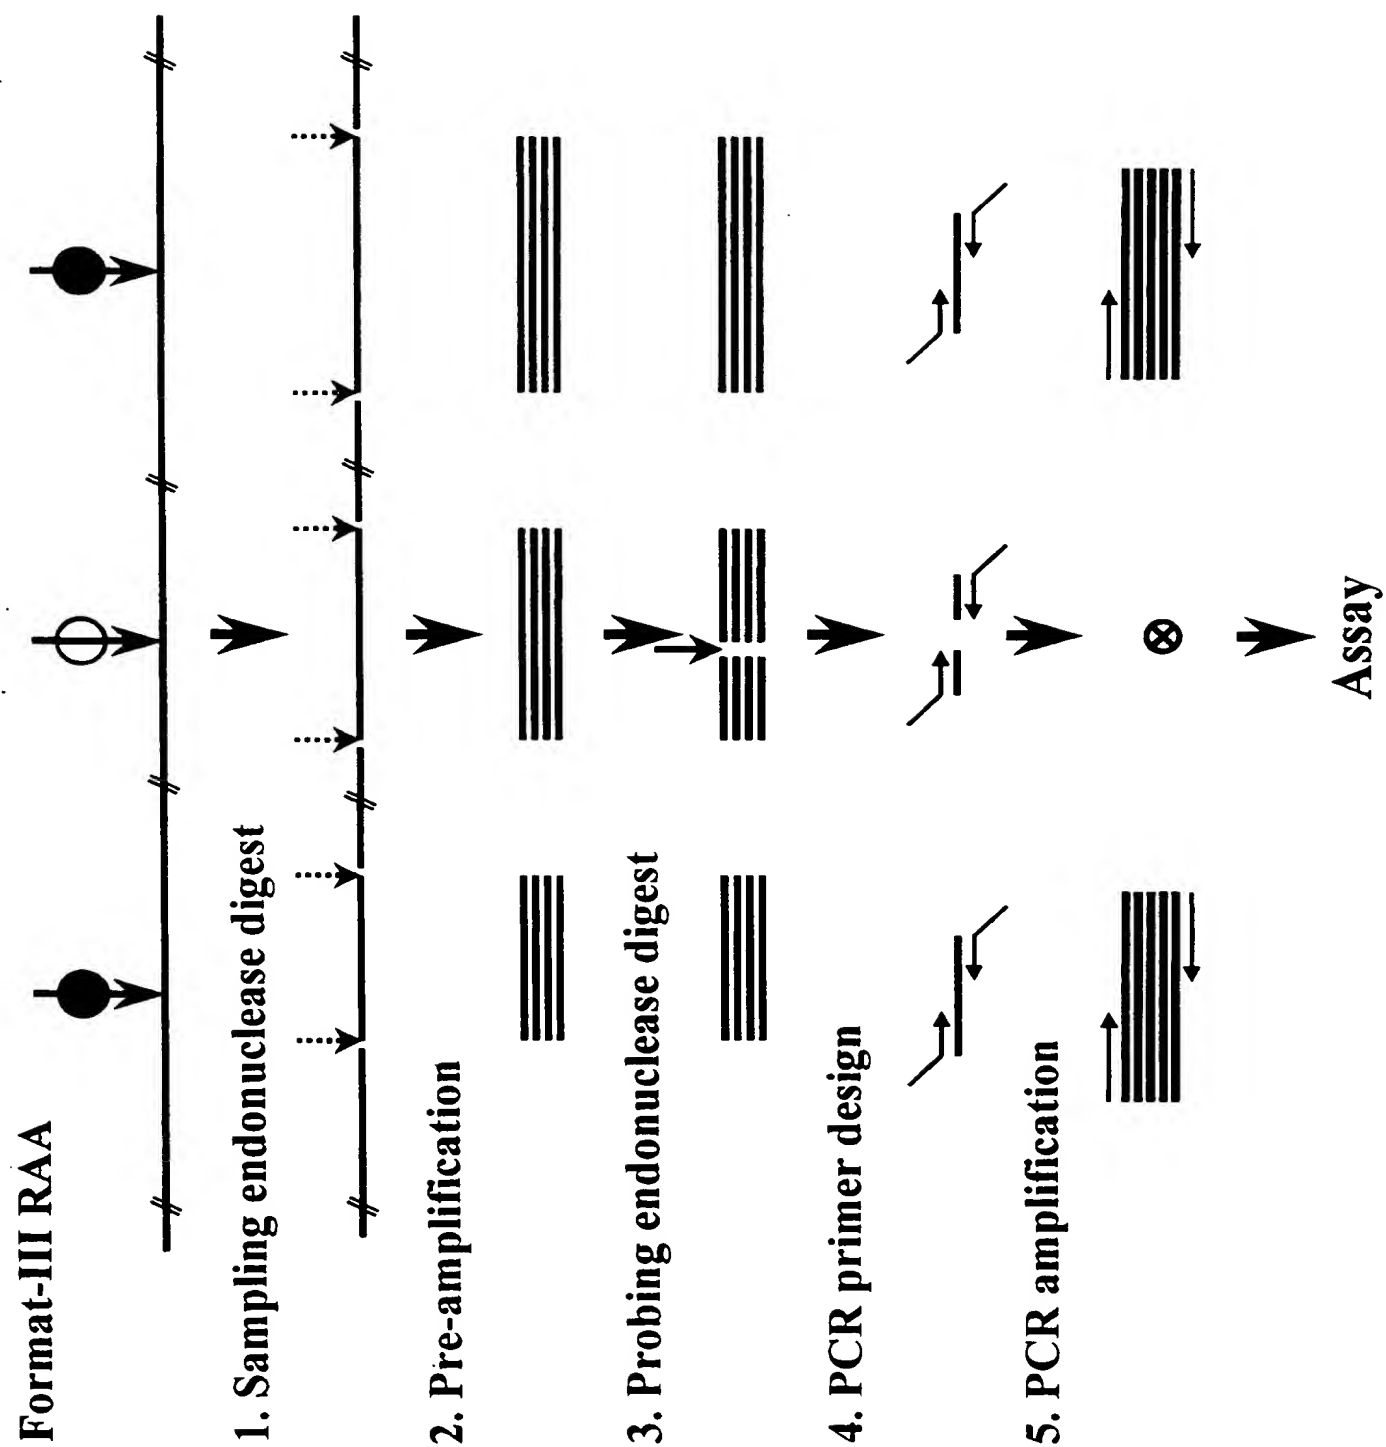 Format-III RAA
1. Sampling endonuclease digest
2. Pre-amplification
3. Probing endonuclease digest
4. PCR primer design
5. PCR amplification
Assay